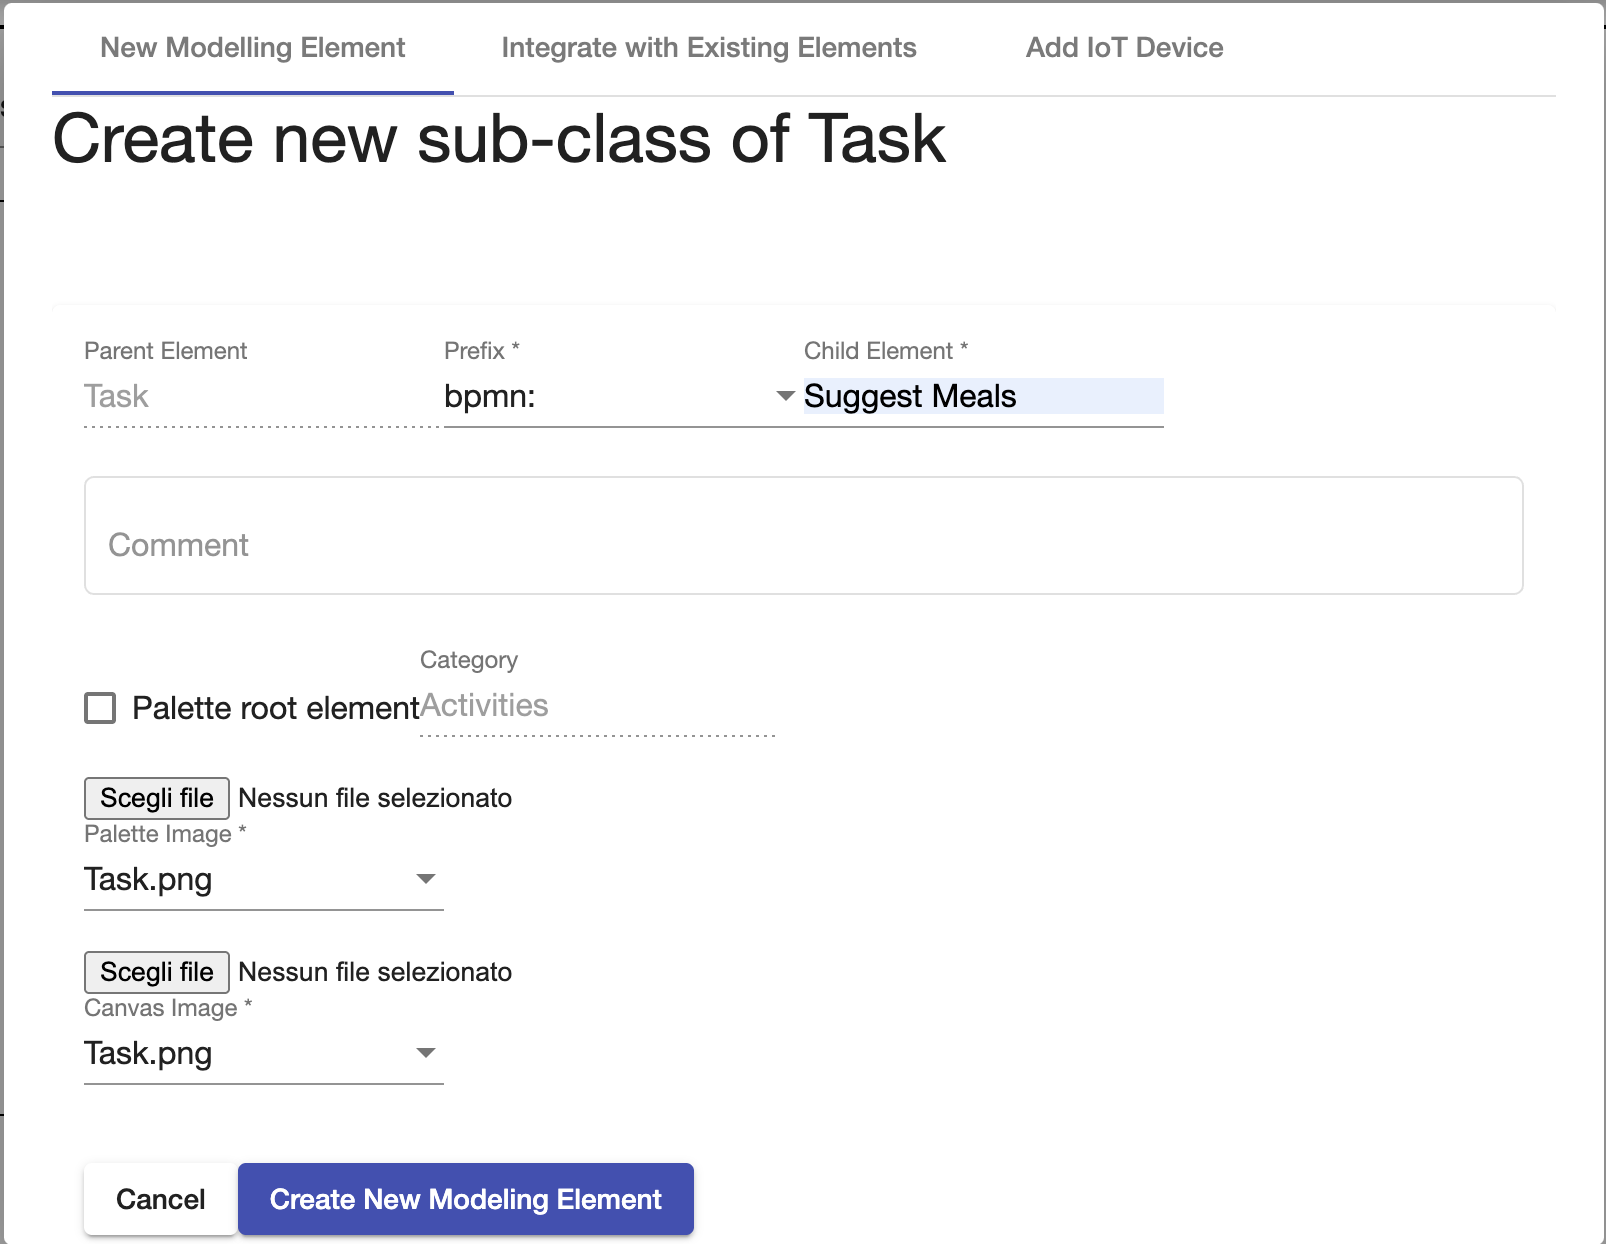 New Modelling Element Integrate with Existing Elements Add IoT Device
Create new sub-class of Task
Parent Element Prefix * Child Element *
Task bpmn: Suggest Meals
Comment
Category
Palette root element Activities
Scegli file Nessun file selezionato
Palette Image *
Task.png
Scegli file Nessun file selezionato
Canvas Image *
Task.png
Cancel Create New Modeling Element